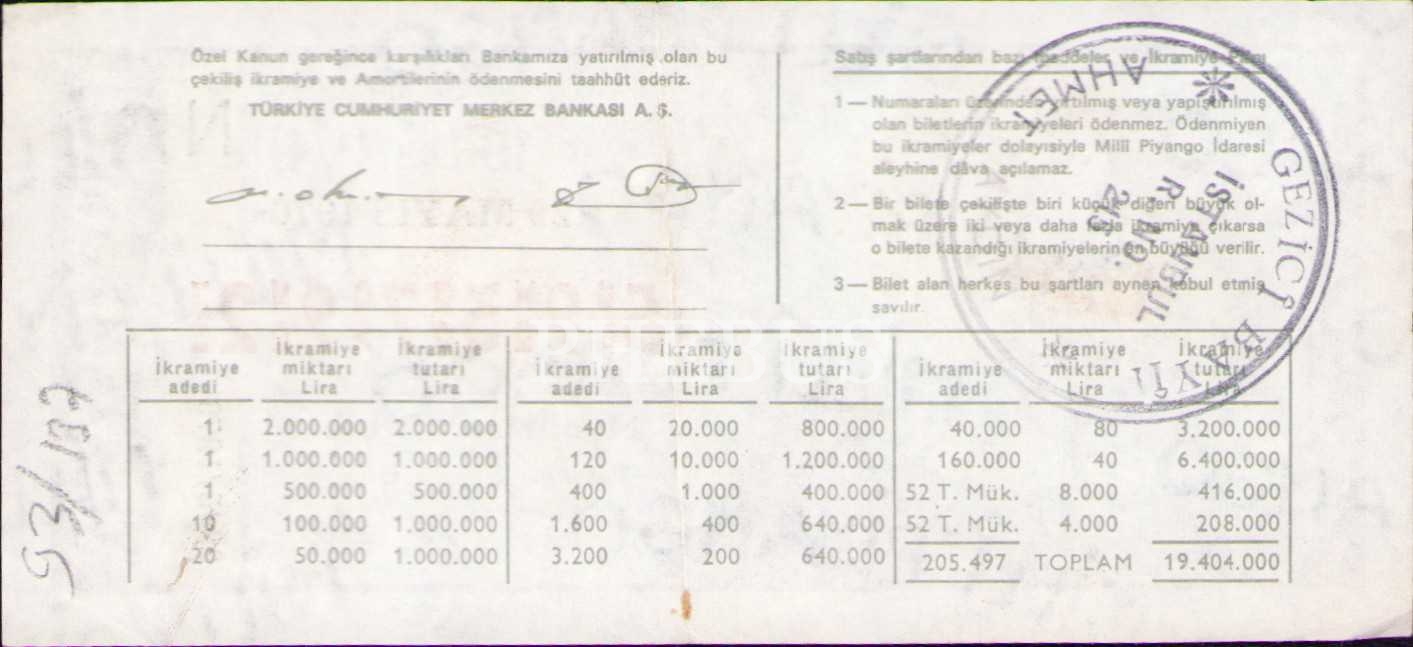 Özel Kanun gereğince karşılıkları Bankamıza yatırılmış olan bu
çekiliş ikramiye ve Amortilerinin ödenmesini taahhüt ederiz.
TÜRKİYE CUMHURİYET MERKEZ BANKASI A. Ş.
Satış şartlarından bazı maddeler ve İkramiye Plânı
1 — Numaraları üzerinden yırtılmış veya yapıştırılmış
olan biletlerin ikramiyeleri ödenmez. Ödenmiyen
bu ikramiyeler dolayısiyle Millî Piyango İdaresi
aleyhine dâva açılamaz.
2 — Bir bilete çekilişte biri küçük diğeri büyük ol-
mak üzere iki veya daha fazla ikramiye çıkarsa
o bilete kazandığı ikramiyelerin en büyüğü verilir.
3 — Bilet alan herkes bu şartları aynen kabul etmiş
sayılır.
GEZİCİ BAYİİ
AHMET
İSTANBUL
İkramiye adedi İkramiye miktarı Lira İkramiye tutarı Lira İkramiye adedi İkramiye miktarı Lira İkramiye tutarı Lira İkramiye adedi İkramiye miktarı Lira İkramiye tutarı Lira
1 2.000.000 2.000.000 40 20.000 800.000 40.000 80 3.200.000
1 1.000.000 1.000.000 120 10.000 1.200.000 160.000 40 6.400.000
1 500.000 500.000 400 1.000 400.000 52 T. Mük. 8.000 416.000
10 100.000 1.000.000 1.600 400 640.000 52 T. Mük. 4.000 208.000
20 50.000 1.000.000 3.200 200 640.000 205.497 TOPLAM 19.404.000